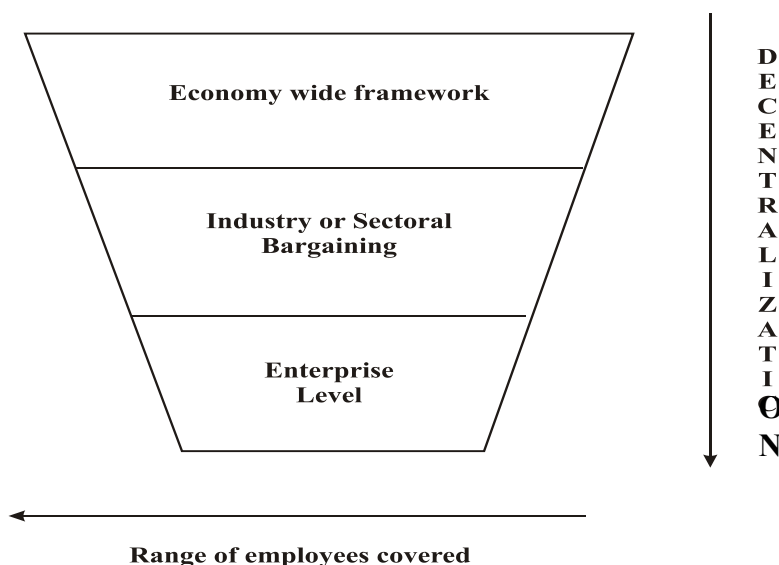 Economy wide framework
Industry or Sectoral
Bargaining
Enterprise
Level
Range of employees covered
D
E
C
E
N
T
R
A
L
I
Z
A
T
I
O
N